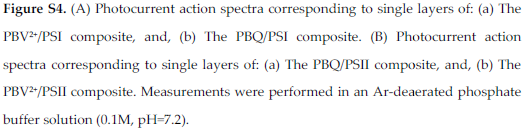 Figure S4. (A) Photocurrent action spectra corresponding to single layers of: (a) The
PBV²⁺/PSI composite, and, (b) The PBQ/PSI composite. (B) Photocurrent action
spectra corresponding to single layers of: (a) The PBQ/PSII composite, and, (b) The
PBV²⁺/PSII composite. Measurements were performed in an Ar-deaerated phosphate
buffer solution (0.1M, pH=7.2).